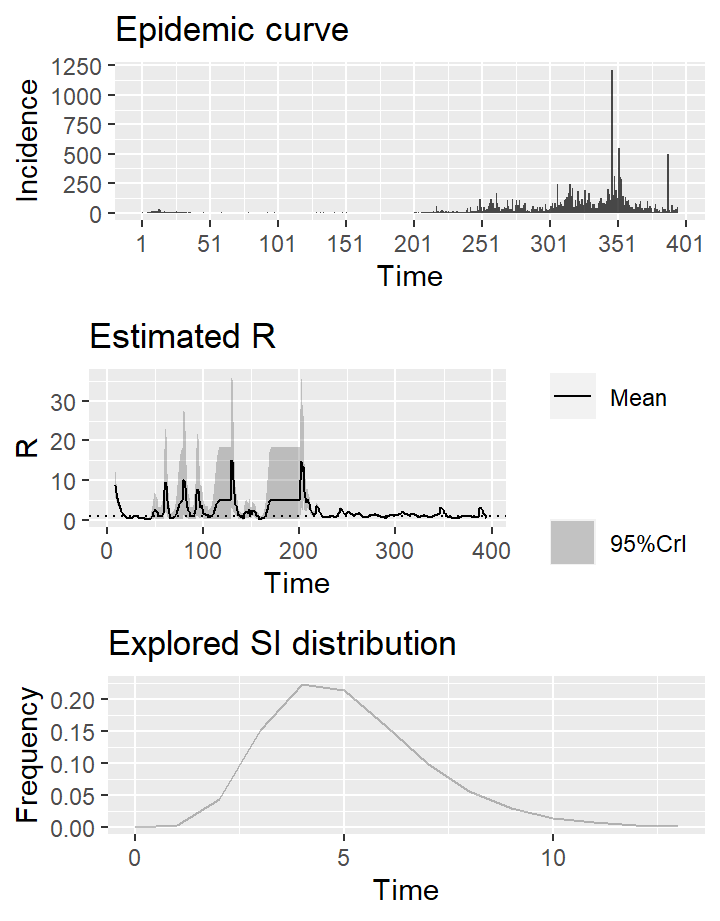 Epidemic curve
1250
1000
750
500
250
0
Incidence
1 51 101 151 201 251 301 351 401
Time
Estimated R
30
20
10
0
R
0 100 200 300 400
Time
Mean
95%CrI
Explored SI distribution
0.20
0.15
0.10
0.05
0.00
Frequency
0 5 10
Time